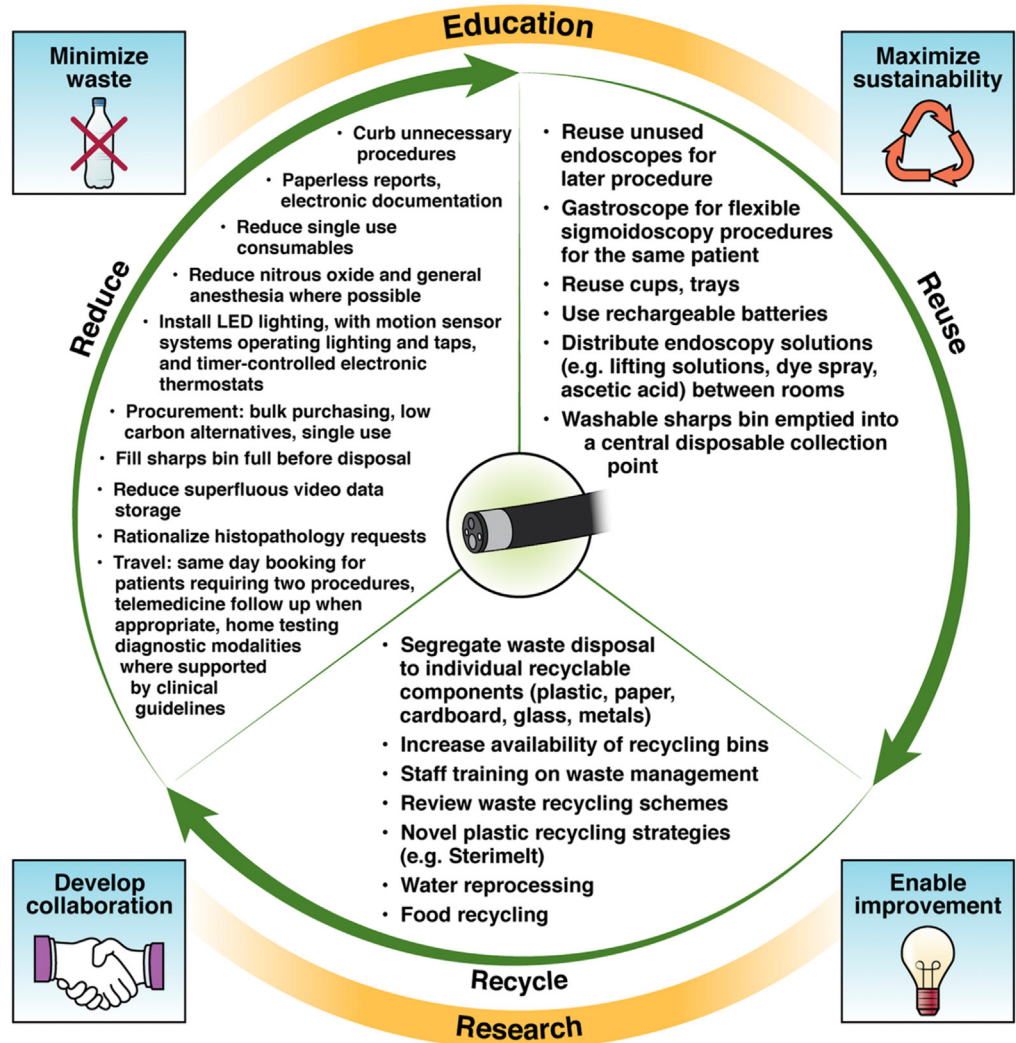 Education
Minimize
waste
Maximize
sustainability
Reduce
• Curb unnecessary
procedures
• Paperless reports,
electronic documentation
• Reduce single use
consumables
• Reduce nitrous oxide and general
anesthesia where possible
• Install LED lighting, with motion sensor
systems operating lighting and taps,
and timer-controlled electronic
thermostats
• Procurement: bulk purchasing, low
carbon alternatives, single use
• Fill sharps bin full before disposal
• Reduce superfluous video data
storage
• Rationalize histopathology requests
• Travel: same day booking for
patients requiring two procedures,
telemedicine follow up when
appropriate, home testing
diagnostic modalities
where supported
by clinical
guidelines
Reuse
• Reuse unused
endoscopes for
later procedure
• Gastroscope for flexible
sigmoidoscopy procedures
for the same patient
• Reuse cups, trays
• Use rechargeable batteries
• Distribute endoscopy solutions
(e.g. lifting solutions, dye spray,
ascetic acid) between rooms
• Washable sharps bin emptied into
a central disposable collection
point
• Segregate waste disposal
to individual recyclable
components (plastic, paper,
cardboard, glass, metals)
• Increase availability of recycling bins
• Staff training on waste management
• Review waste recycling schemes
• Novel plastic recycling strategies
(e.g. Sterimelt)
• Water reprocessing
• Food recycling
Recycle
Develop
collaboration
Enable
improvement
Research